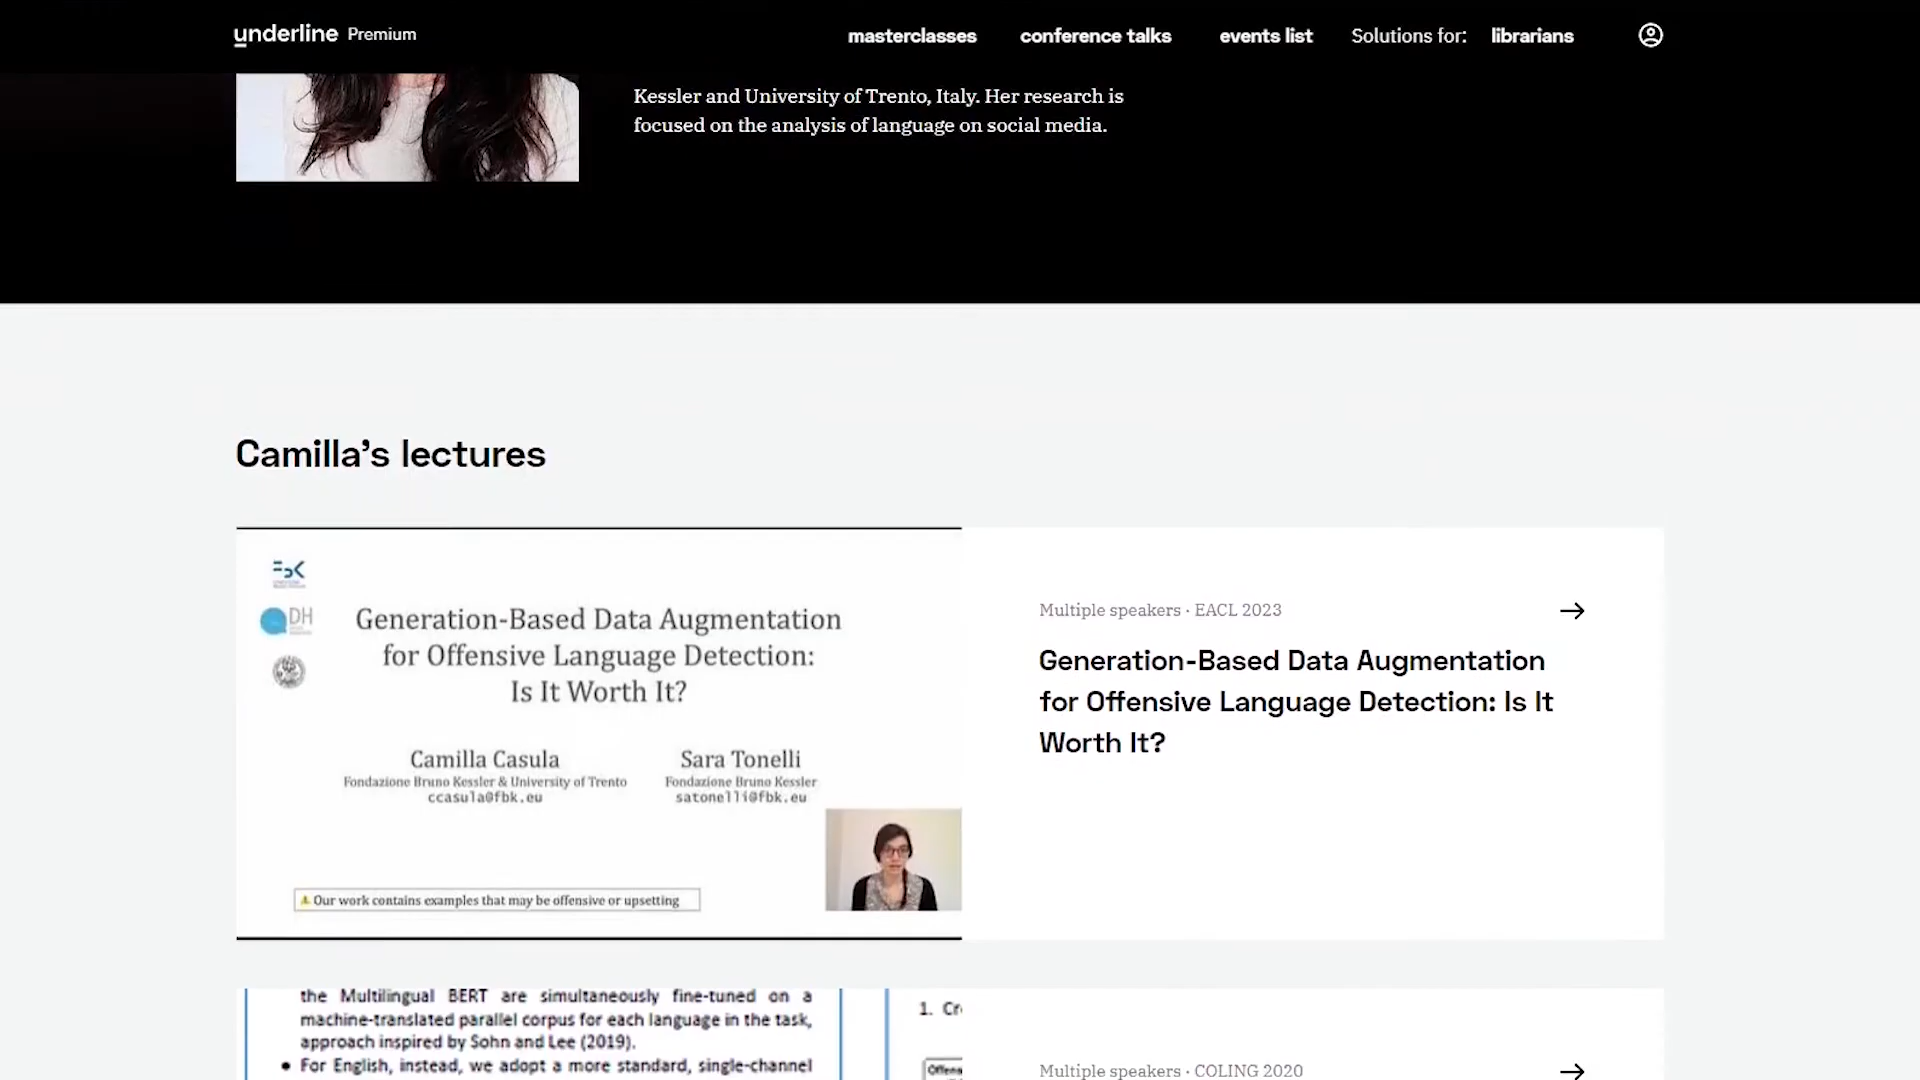 underline Premium
masterclasses
conference talks
events list
Solutions for:
librarians
Kessler and University of Trento, Italy. Her research is
focused on the analysis of language on social media.
Camilla's lectures
DH
Generation-Based Data Augmentation
for Offensive Language Detection:
Is It Worth It?
Camilla Casula
Fondazione Bruno Kessler & University of Trento
ccasula@fbk.eu
Sara Tonelli
Fondazione Bruno Kessler
satonelli@fbk.eu
⚠ Our work contains examples that may be offensive or upsetting
Multiple speakers · EACL 2023
→
Generation-Based Data Augmentation
for Offensive Language Detection: Is It
Worth It?
the Multilingual BERT are simultaneously fine-tuned on a
machine-translated parallel corpus for each language in the task,
approach inspired by Sohn and Lee (2019).
• For English, instead, we adopt a more standard, single-channel
1. Cr
Offens
Multiple speakers · COLING 2020
→